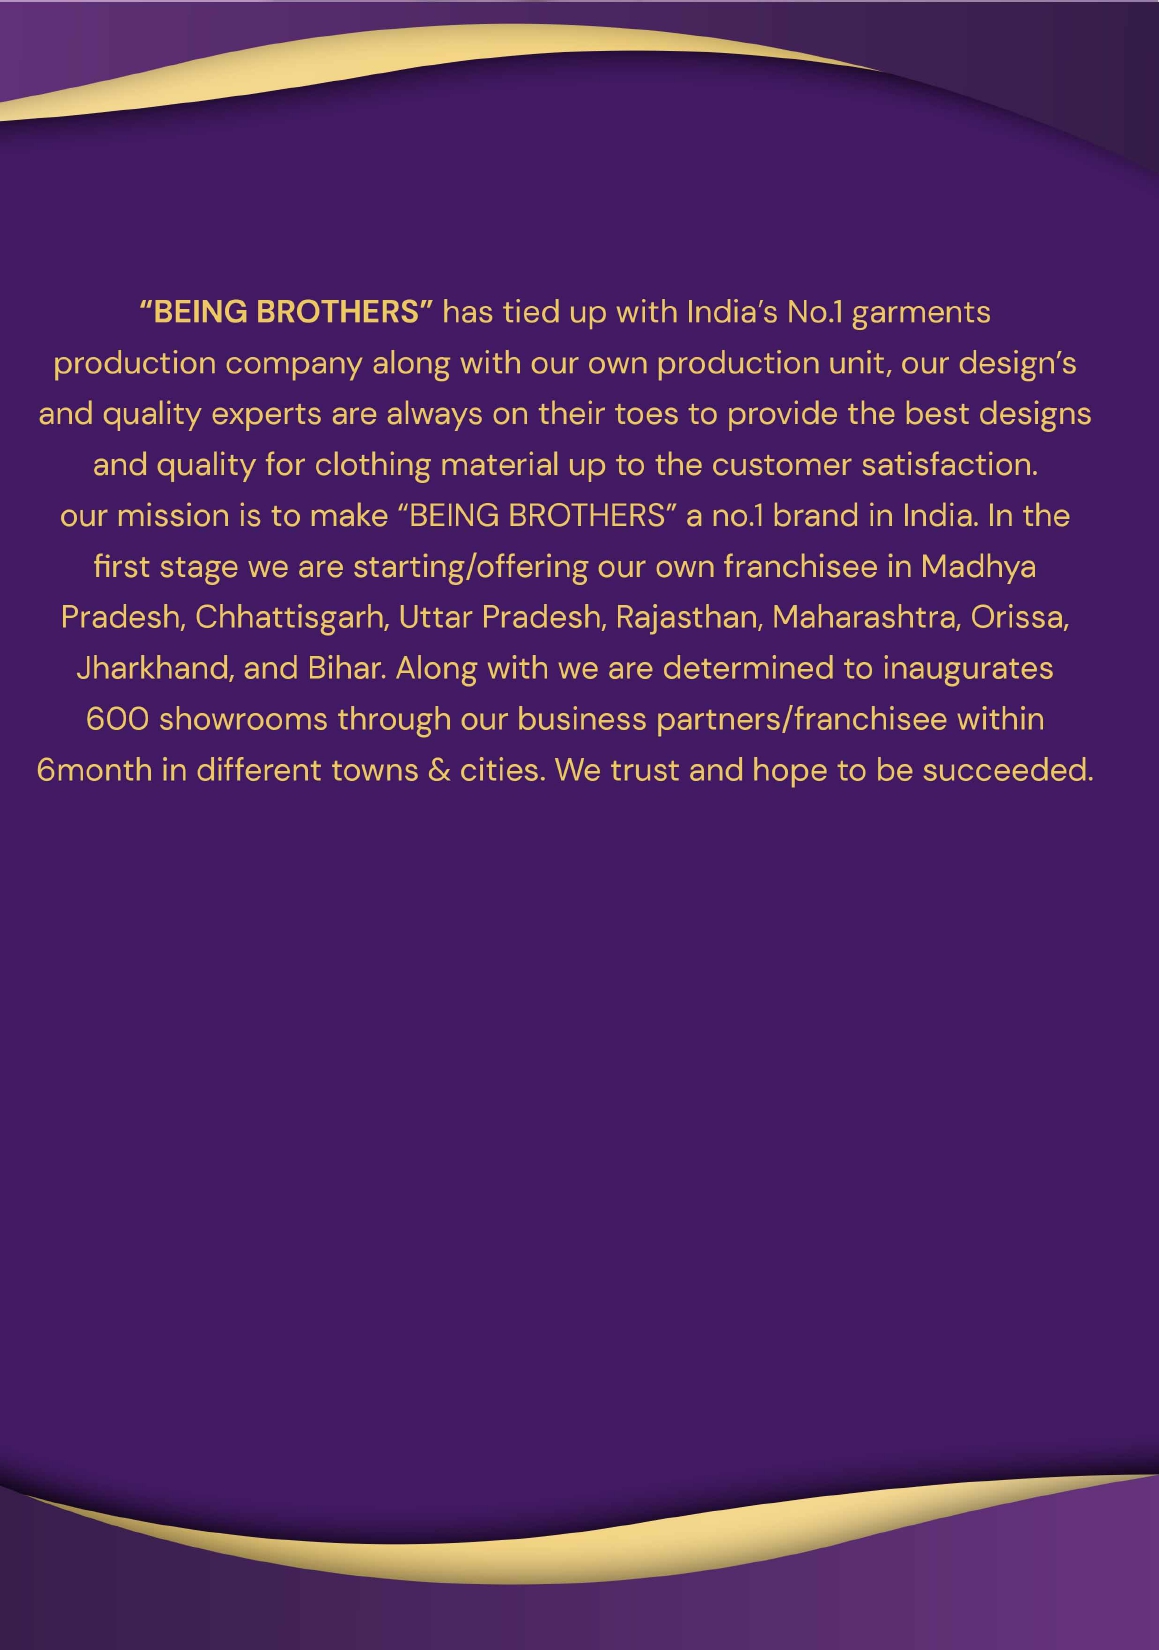 “BEING BROTHERS” has tied up with India’s No.1 garments
production company along with our own production unit, our design’s
and quality experts are always on their toes to provide the best designs
and quality for clothing material up to the customer satisfaction.
our mission is to make “BEING BROTHERS” a no.1 brand in India. In the
first stage we are starting/offering our own franchisee in Madhya
Pradesh, Chhattisgarh, Uttar Pradesh, Rajasthan, Maharashtra, Orissa,
Jharkhand, and Bihar. Along with we are determined to inaugurates
600 showrooms through our business partners/franchisee within
6month in different towns & cities. We trust and hope to be succeeded.